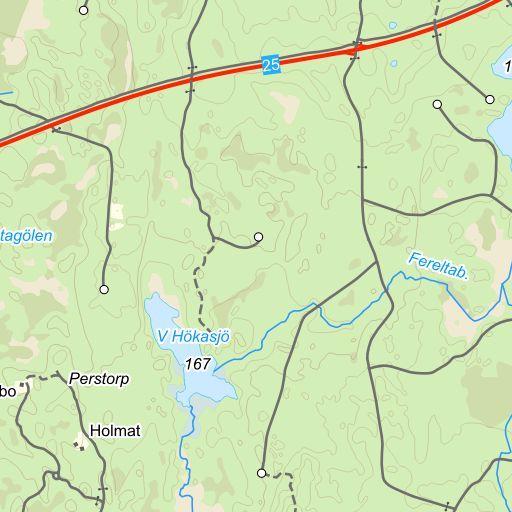 25
1
tagölen
Fereltab.
V Hökasjö
167
Perstorp
bo
Holmat